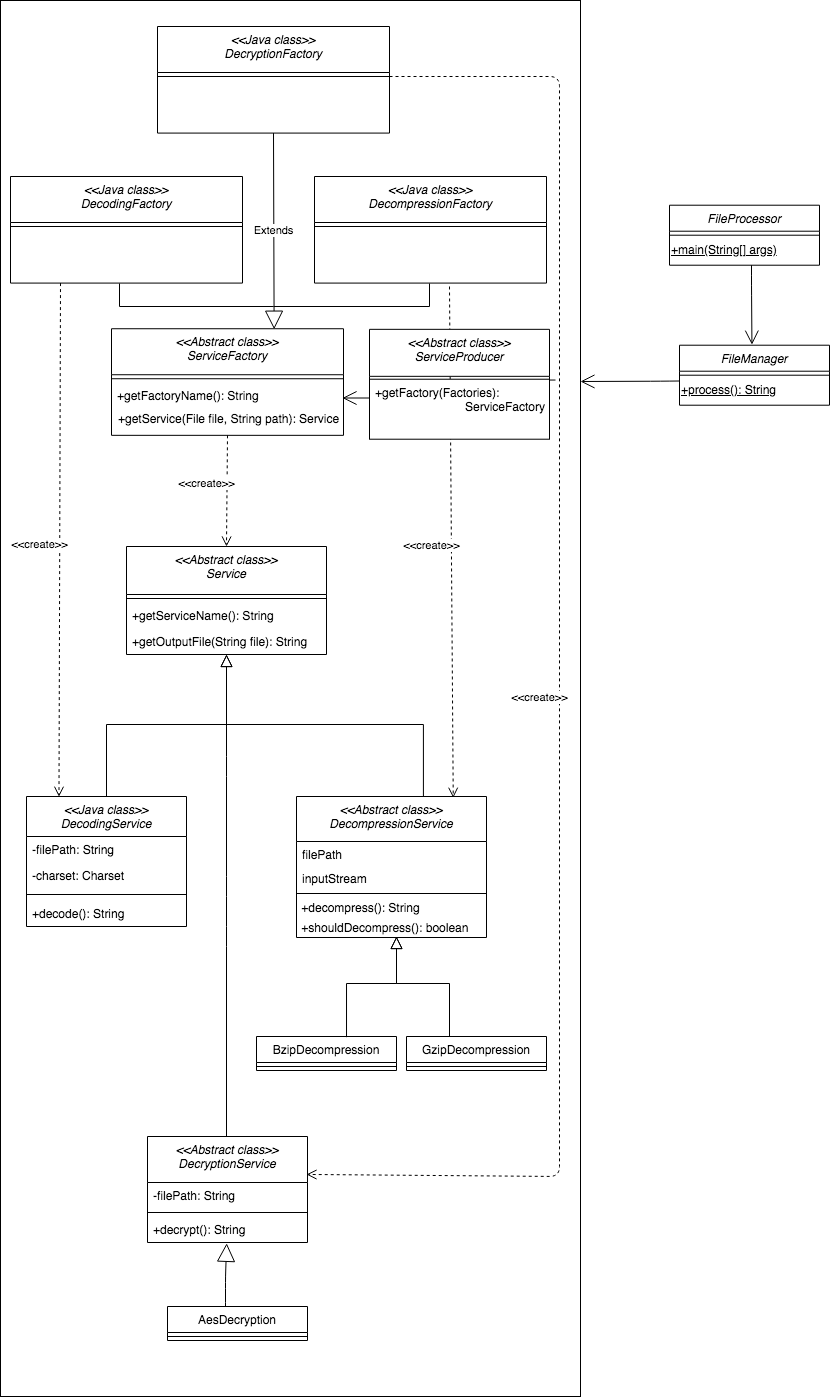 <<Java class>>
DecryptionFactory
<<Java class>>
DecodingFactory
<<Java class>>
DecompressionFactory
Extends
FileProcessor
+main(String[] args)
<<Abstract class>>
ServiceFactory
+getFactoryName(): String
+getService(File file, String path): Service
<<Abstract class>>
ServiceProducer
+getFactory(Factories):
ServiceFactory
FileManager
+process(): String
<<create>>
<<create>>
<<create>>
<<Abstract class>>
Service
+getServiceName(): String
+getOutputFile(String file): String
<<create>>
<<Java class>>
DecodingService
-filePath: String
-charset: Charset
+decode(): String
<<Abstract class>>
DecompressionService
filePath
inputStream
+decompress(): String
+shouldDecompress(): boolean
BzipDecompression
GzipDecompression
<<Abstract class>>
DecryptionService
-filePath: String
+decrypt(): String
AesDecryption